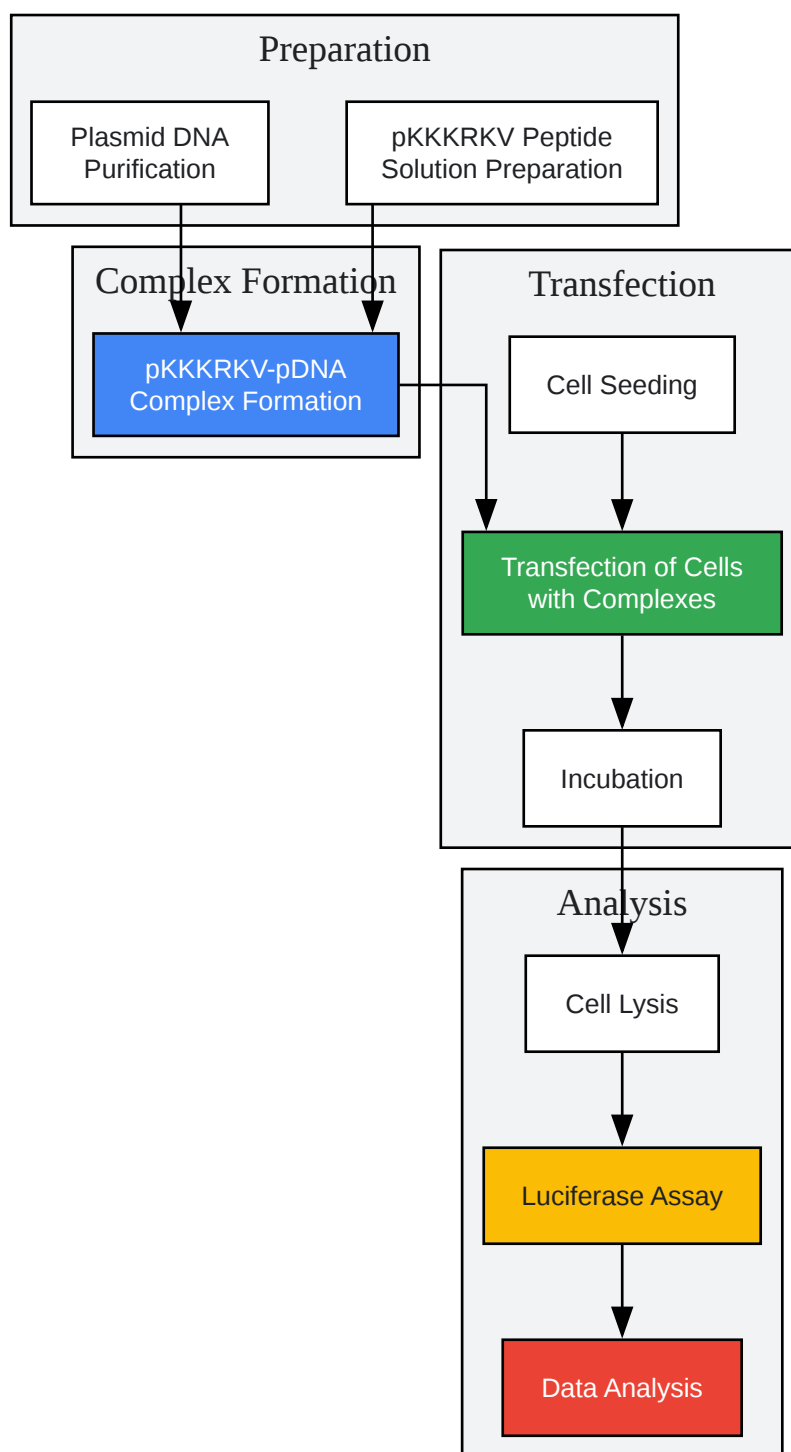 Preparation
Plasmid DNA
Purification
pKKKRKV Peptide
Solution Preparation
Complex Formation
pKKKRKV-pDNA
Complex Formation
Transfection
Cell Seeding
Transfection of Cells
with Complexes
Incubation
Analysis
Cell Lysis
Luciferase Assay
Data Analysis